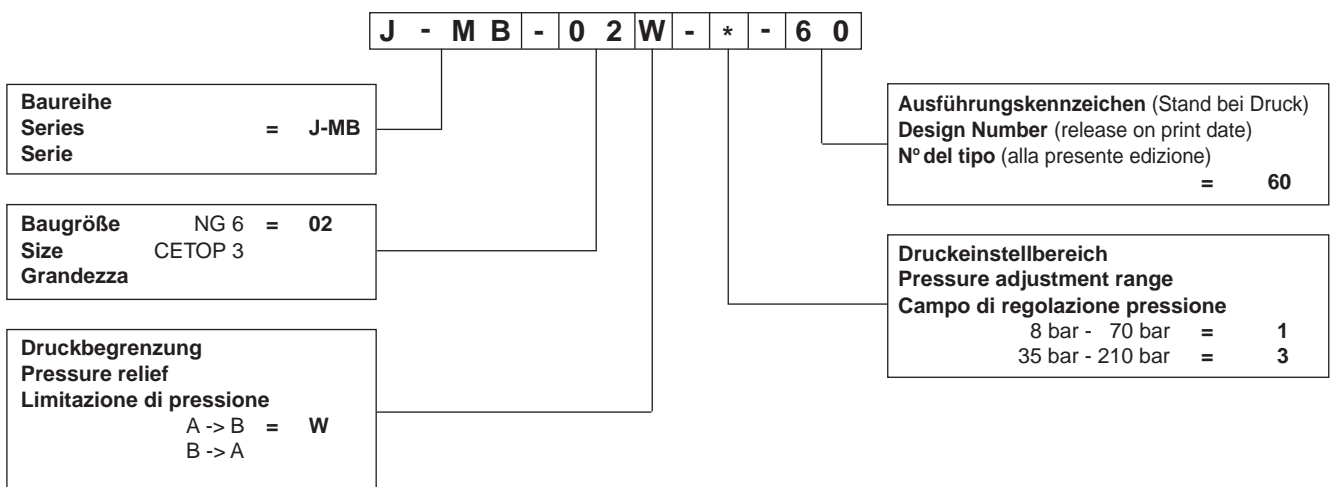 J - M B - 0 2 W - * - 6 0
Baureihe
Series = J-MB
Serie
Baugröße NG 6 = 02
Size CETOP 3
Grandezza
Druckbegrenzung
Pressure relief
Limitazione di pressione
A -> B = W
B -> A
Ausführungskennzeichen (Stand bei Druck)
Design Number (release on print date)
Nº del tipo (alla presente edizione)
= 60
Druckeinstellbereich
Pressure adjustment range
Campo di regolazione pressione
8 bar - 70 bar = 1
35 bar - 210 bar = 3